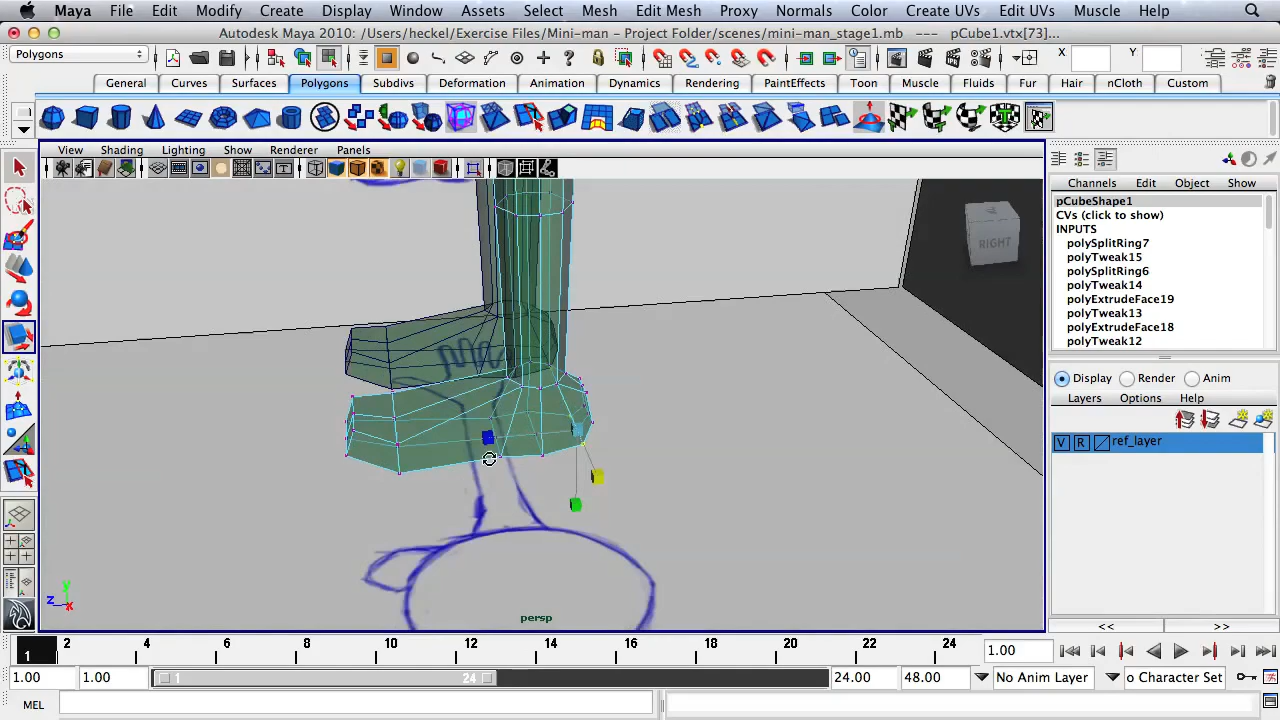 Maya File Edit Modify Create Display Window Assets Select Mesh Edit Mesh Proxy Normals Color Create UVs Edit UVs Muscle Help
Autodesk Maya 2010: /Users/heckel/Exercise Files/Mini-man - Project Folder/scenes/mini-man_stage1.mb --- pCube1.vtx[73]...
Polygons X Y
General Curves Surfaces Polygons Subdivs Deformation Animation Dynamics Rendering PaintEffects Toon Muscle Fluids Fur Hair nCloth Custom
View Shading Lighting Show Renderer Panels
Channels Edit Object Show
pCubeShape1
CVs (click to show)
INPUTS
polySplitRing7
polyTweak15
polySplitRing6
polyTweak14
polyExtrudeFace19
polyTweak13
polyExtrudeFace18
polyTweak12
RIGHT
Display Render Anim
Layers Options Help
V R ref_layer
y
z x
persp
<< >>
1 2 4 6 8 10 12 14 16 18 20 22 24 1.00
1.00 1.00 1 24 24.00 48.00 No Anim Layer o Character Set
MEL